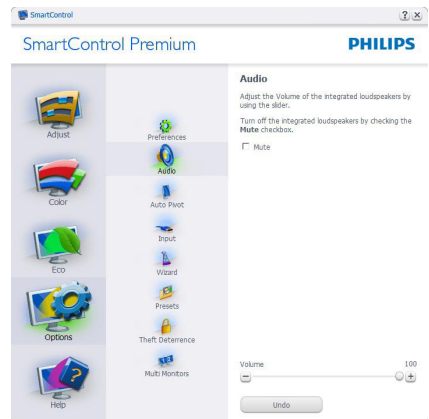 SmartControl
SmartControl Premium
PHILIPS
Adjust
Color
Eco
Options
Help
Preferences
Audio
Auto Pivot
Input
Wizard
Presets
Theft Deterrence
Multi Monitors
Audio
Adjust the Volume of the integrated loudspeakers by
using the slider.
Turn off the integrated loudspeakers by checking the
Mute checkbox.
Mute
Volume 100
Undo